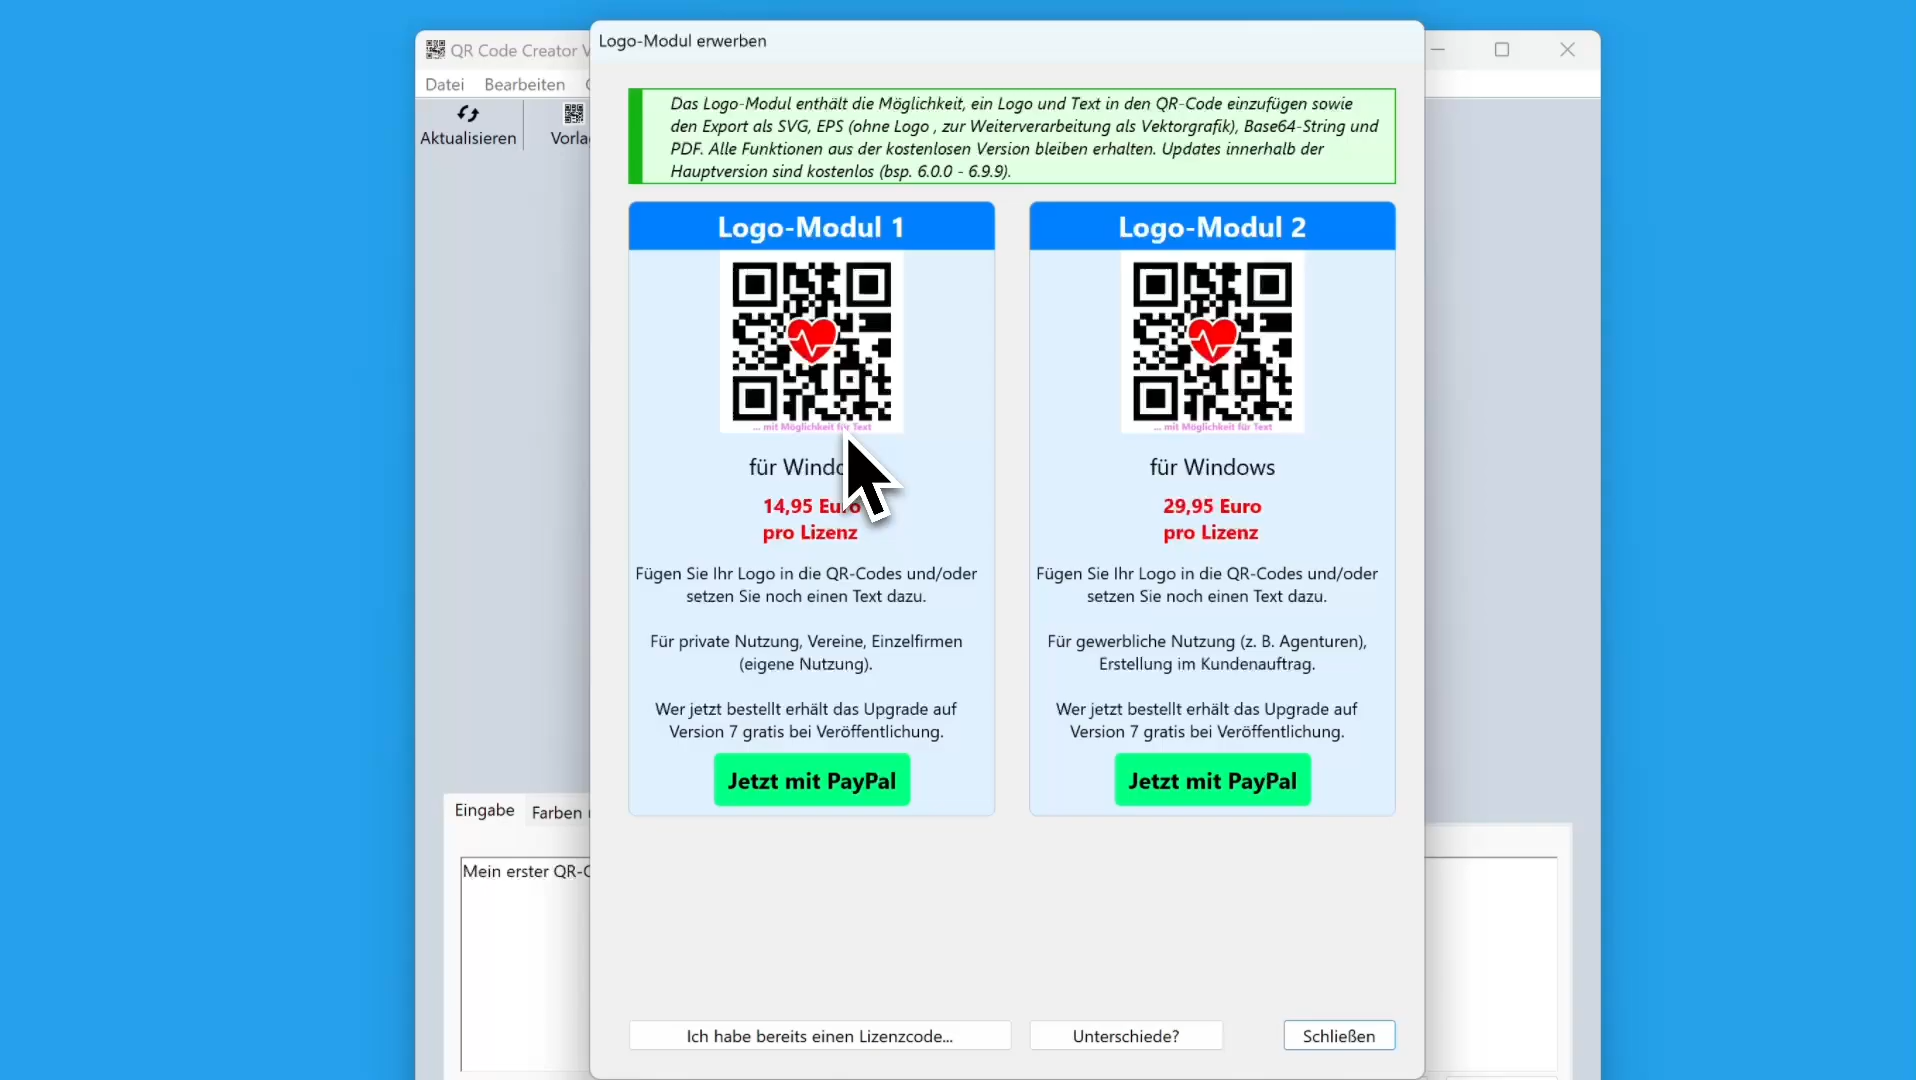 Logo-Modul erwerben
QR Code Creator
Datei Bearbeiten
Aktualisieren
Das Logo-Modul enthält die Möglichkeit, ein Logo und Text in den QR-Code einzufügen sowie
den Export als SVG, EPS (ohne Logo , zur Weiterverarbeitung als Vektorgrafik), Base64-String und
PDF. Alle Funktionen aus der kostenlosen Version bleiben erhalten. Updates innerhalb der
Hauptversion sind kostenlos (bsp. 6.0.0 - 6.9.9).
Logo-Modul 1
... mit Möglichkeit für Text
für
14,95 Euro
pro Lizenz
Fügen Sie Ihr Logo in die QR-Codes und/oder
setzen Sie noch einen Text dazu.
Für private Nutzung, Vereine, Einzelfirmen
(eigene Nutzung).
Wer jetzt bestellt erhält das Upgrade auf
Version 7 gratis bei Veröffentlichung.
Jetzt mit PayPal
Logo-Modul 2
... mit Möglichkeit für Text
für Windows
29,95 Euro
pro Lizenz
Fügen Sie Ihr Logo in die QR-Codes und/oder
setzen Sie noch einen Text dazu.
Für gewerbliche Nutzung (z. B. Agenturen),
Erstellung im Kundenauftrag.
Wer jetzt bestellt erhält das Upgrade auf
Version 7 gratis bei Veröffentlichung.
Jetzt mit PayPal
Eingabe Farben
Mein erster
Ich habe bereits einen Lizenzcode... Unterschiede? Schließen